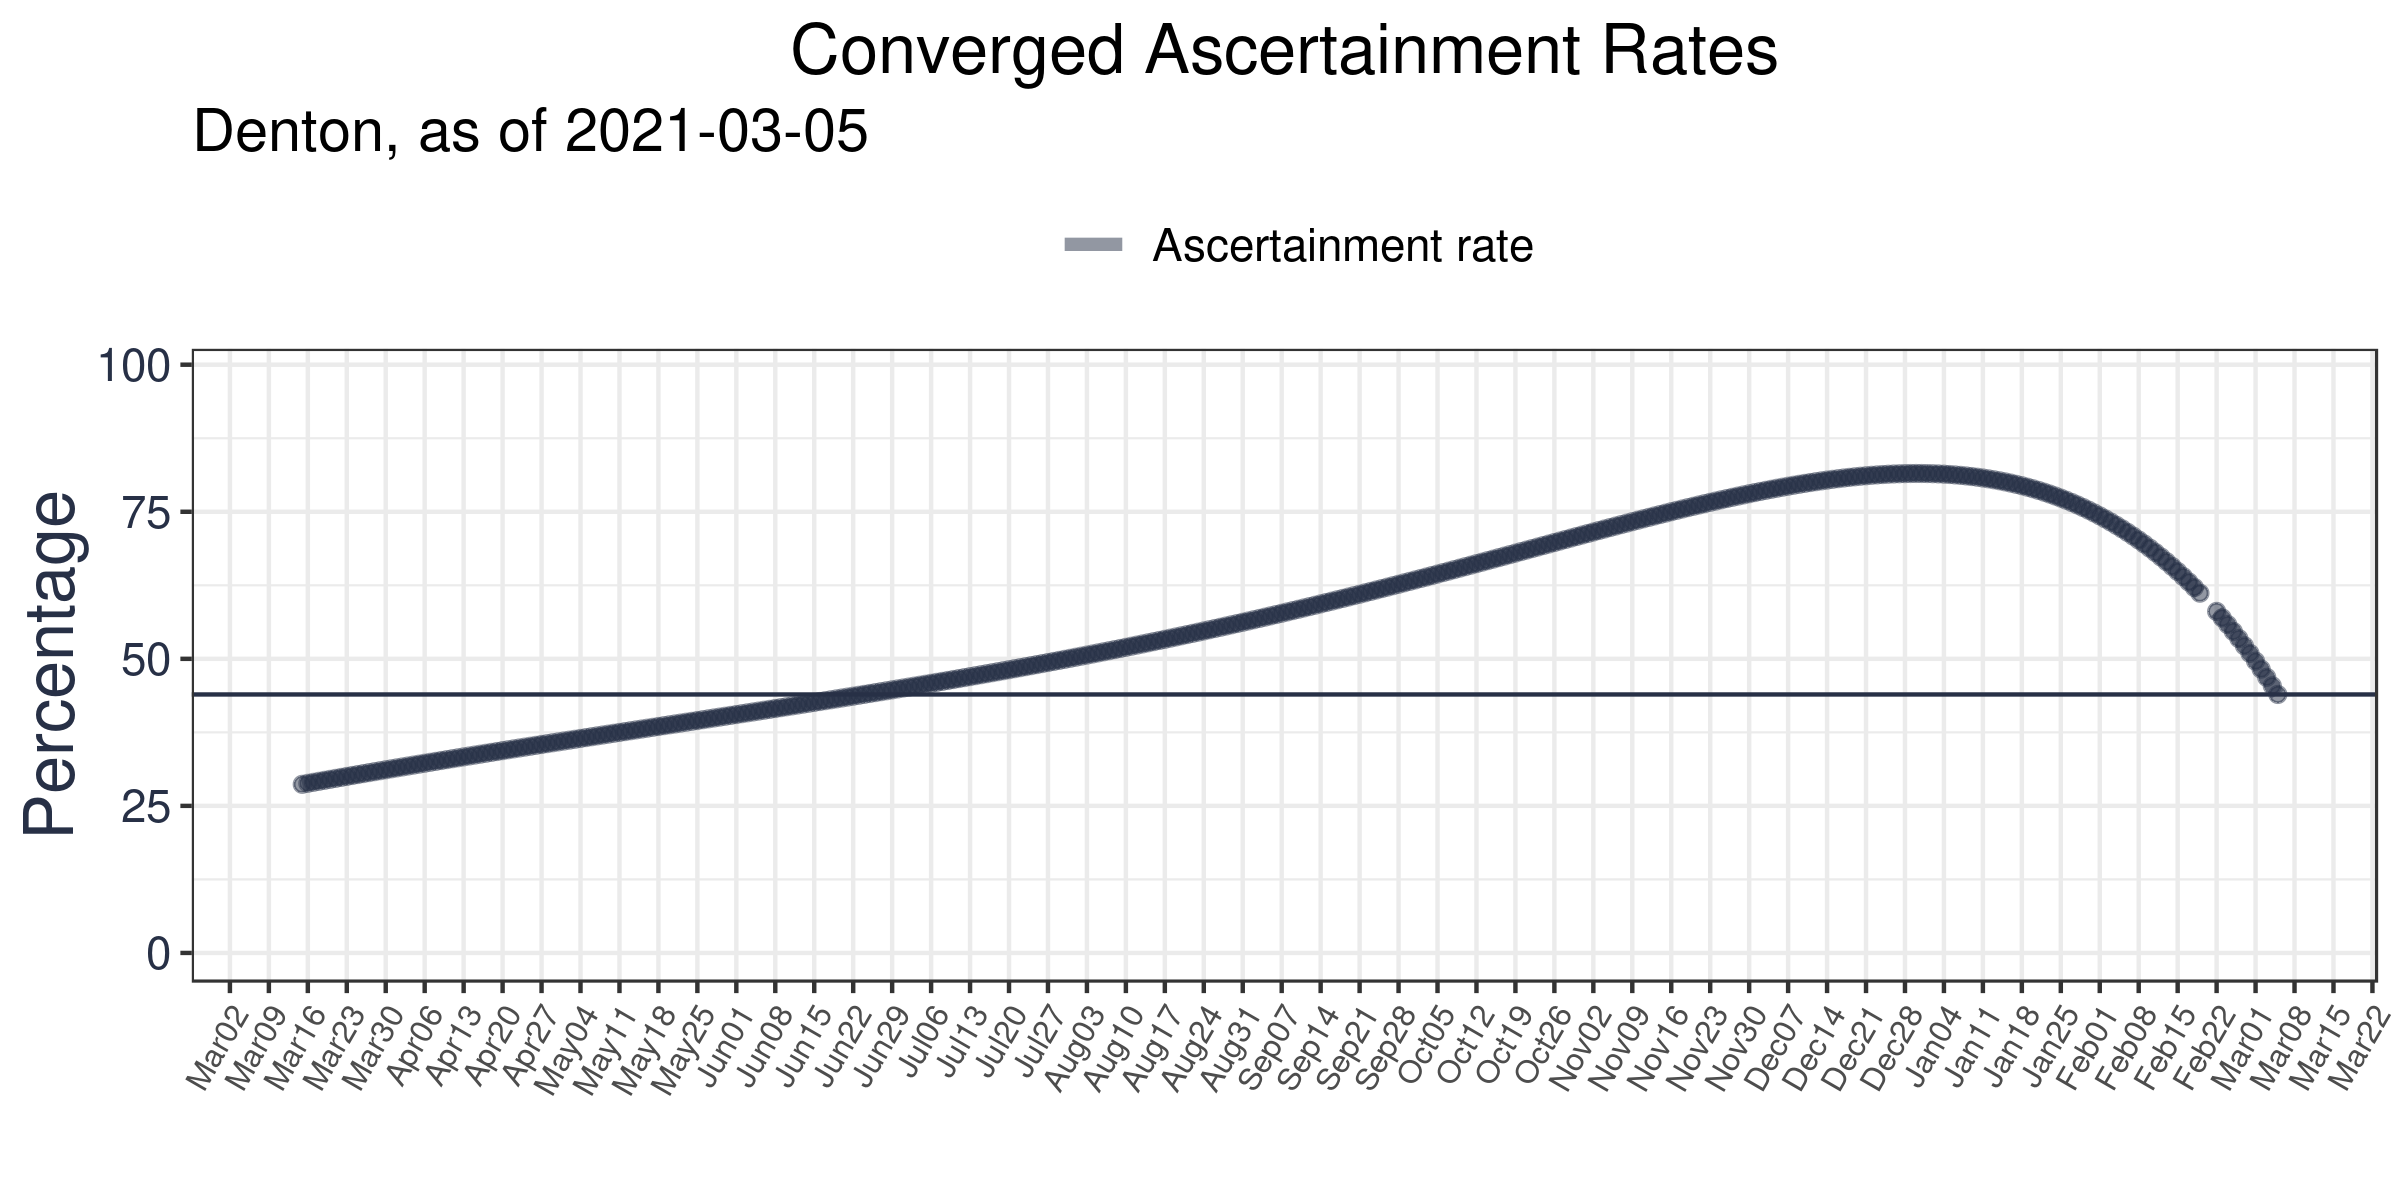 Converged Ascertainment Rates
Denton, as of 2021-03-05
Ascertainment rate
Percentage
100
75
50
25
0
Mar02
Mar09
Mar16
Mar23
Mar30
Apr06
Apr13
Apr20
Apr27
May04
May11
May18
May25
Jun01
Jun08
Jun15
Jun22
Jun29
Jul06
Jul13
Jul20
Jul27
Aug03
Aug10
Aug17
Aug24
Aug31
Sep07
Sep14
Sep21
Sep28
Oct05
Oct12
Oct19
Oct26
Nov02
Nov09
Nov16
Nov23
Nov30
Dec07
Dec14
Dec21
Dec28
Jan04
Jan11
Jan18
Jan25
Feb01
Feb08
Feb15
Feb22
Mar01
Mar08
Mar15
Mar22